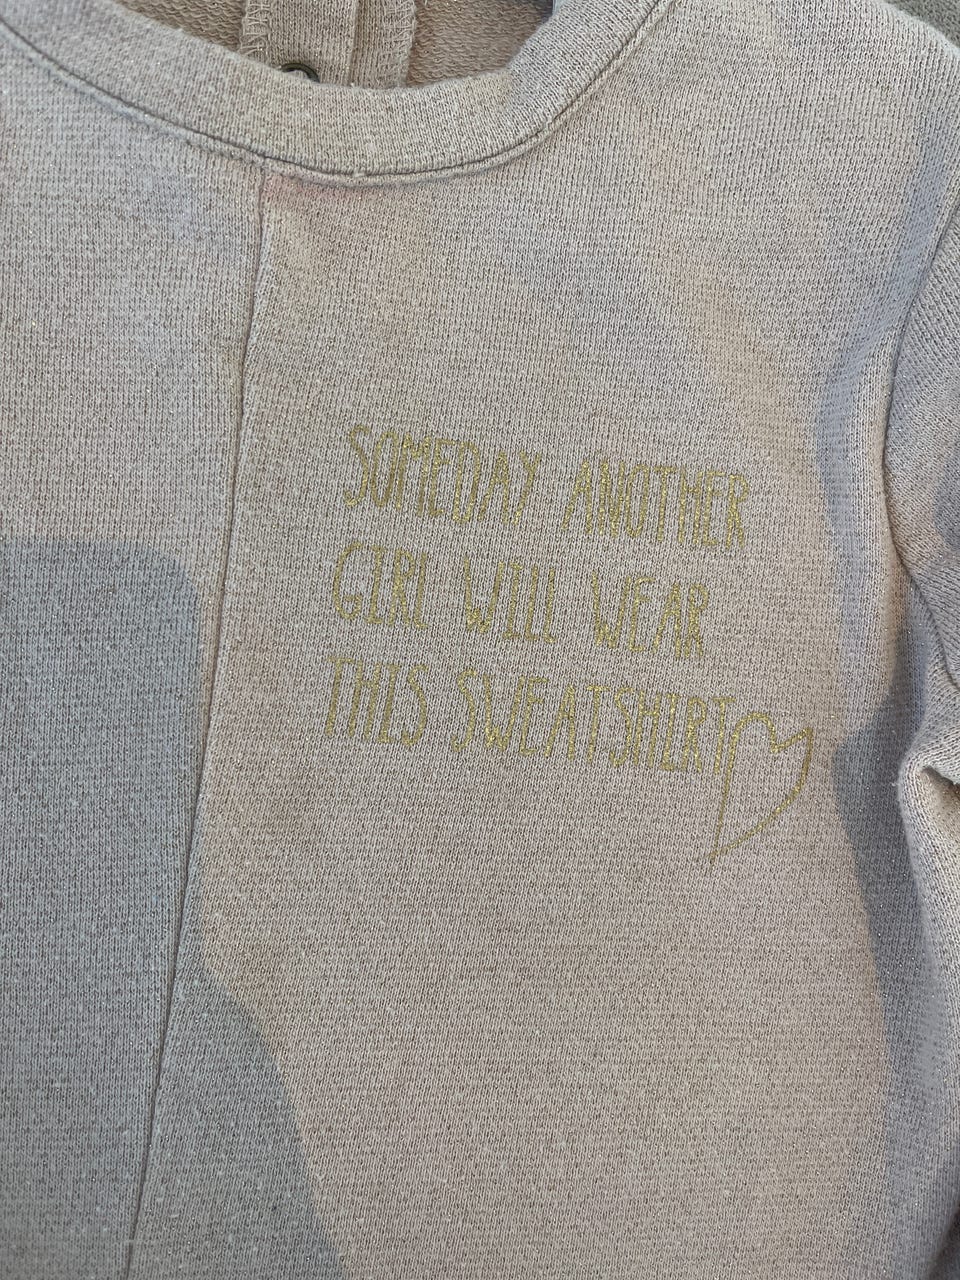 SOMEDAY ANOTHER
GIRL WILL WEAR
THIS SWEATSHIRT